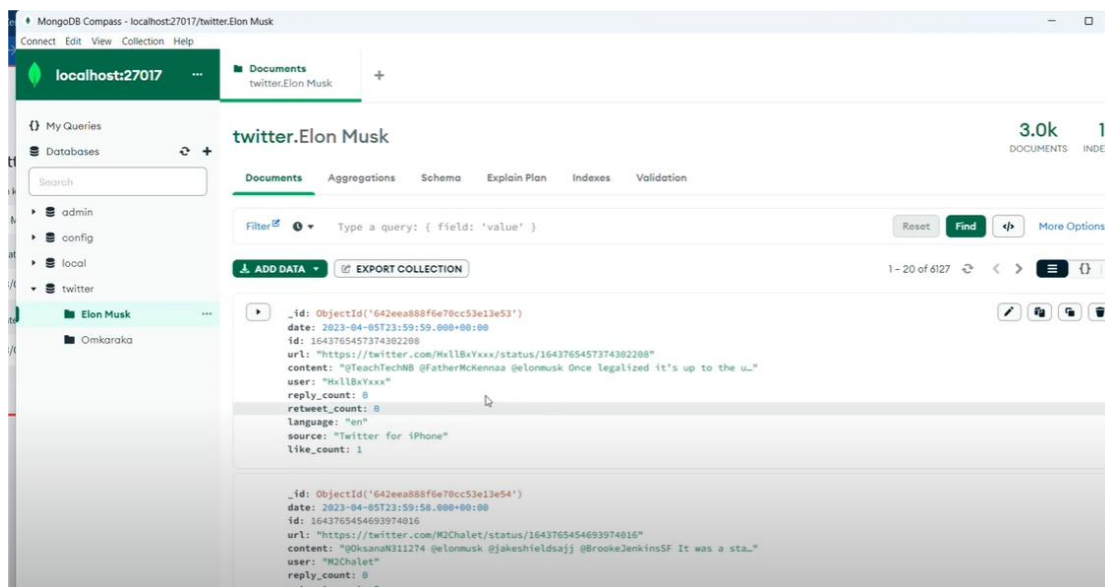 MongoDB Compass - localhost:27017/twitter.Elon Musk
Connect Edit View Collection Help
localhost:27017 ...
Documents
twitter.Elon Musk
+
{} My Queries
Databases
Search
admin
config
local
twitter
Elon Musk ...
Omkaraka
twitter.Elon Musk
3.0k
DOCUMENTS
1
INDE
Documents Aggregations Schema Explain Plan Indexes Validation
Filter Type a query: { field: 'value' } Reset Find </> More Options
ADD DATA EXPORT COLLECTION 1 – 20 of 6127 {}
_id: ObjectId('642eea888f6e70cc53e13e53')
date: 2023-04-05T23:59:59.000+00:00
id: 1643765457374302208
url: "https://twitter.com/HxllBxYxxx/status/1643765457374302208"
content: "@TeachTechNB @FatherMcKennaa @elonmusk Once legalized it's up to the u…"
user: "HxllBxYxxx"
reply_count: 0
retweet_count: 0
language: "en"
source: "Twitter for iPhone"
like_count: 1
_id: ObjectId('642eea888f6e70cc53e13e54')
date: 2023-04-05T23:59:58.000+00:00
id: 1643765454693974016
url: "https://twitter.com/M2Chalet/status/1643765454693974016"
content: "@OksanaN311274 @elonmusk @jakeshieldsajj @BrookeJenkinsSF It was a sta…"
user: "M2Chalet"
reply_count: 0